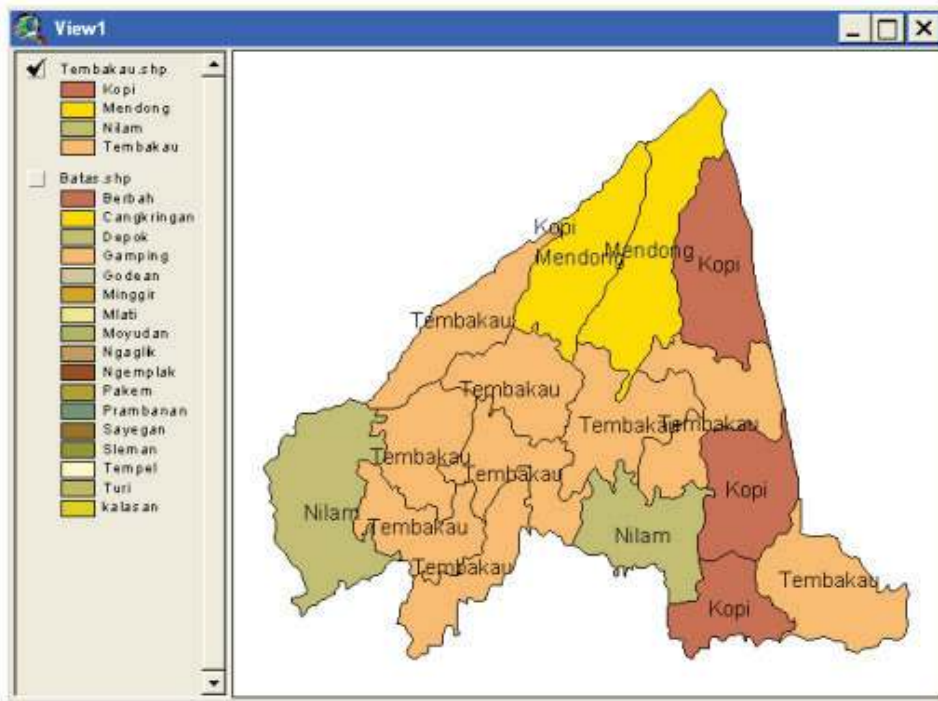 View1
Tembakau.shp
Kopi
Mendong
Nilam
Tembakau
Batas.shp
Berbah
Cangkringan
Depok
Gamping
Godean
Minggir
Mlati
Moyudan
Ngaglik
Ngemplak
Pakem
Prambanan
Sayegan
Sleman
Tempel
Turi
kalasan
Kopi
Mendong
Mendong
Kopi
Tembakau
Tembakau
Tembakau
Tembakau
Tembakau
Tembakau
Kopi
Nilam
Tembakau
Nilam
Tembakau
Tembakau
Kopi